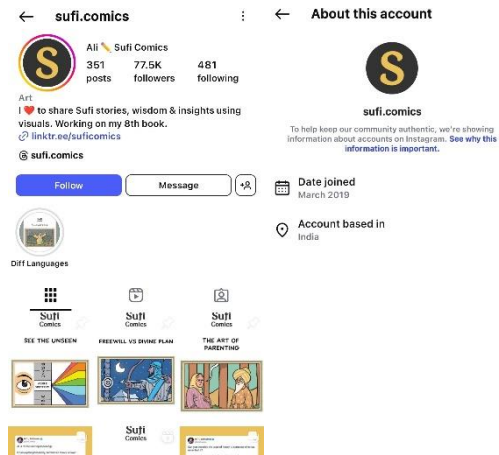 sufi.comics
Ali ✏️ Sufi Comics
351 77.5K 481
posts followers following
Art
I ❤️ to share Sufi stories, wisdom & insights using
visuals. Working on my 8th book.
linktr.ee/suficomics
sufi.comics
Follow Message
Diff Languages
Sufi Comics
SEE THE UNSEEN
Sufi Comics
FREEWILL VS DIVINE PLAN
Sufi Comics
THE ART OF
PARENTING
Sufi
Comics
About this account
S
sufi.comics
To help keep our community authentic, we're showing
information about accounts on Instagram. See why this
information is important.
Date joined
March 2019
Account based in
India